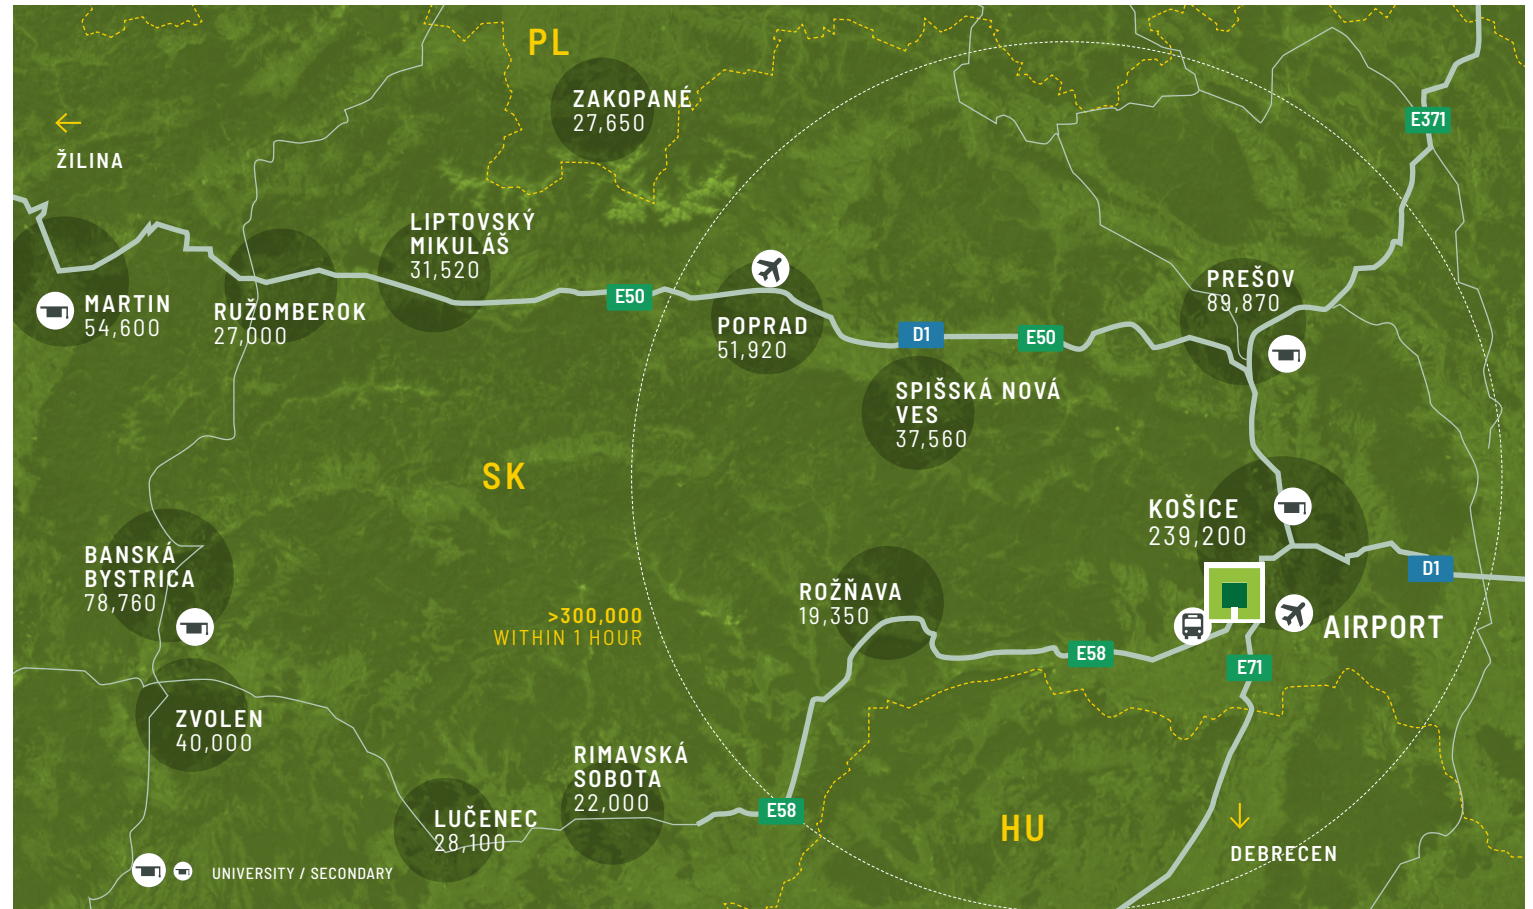 PL
ZAKOPANÉ
27,650
E371
ŽILINA
LIPTOVSKÝ
MIKULÁŠ
31,520
PREŠOV
89,870
MARTIN
54,600
RUŽOMBEROK
27,000
E50
POPRAD
51,920
D1
E50
SPIŠSKÁ NOVÁ
VES
37,560
SK
KOŠICE
239,200
BANSKÁ
BYSTRICA
78,760
D1
ROŽŇAVA
19,350
>300,000
WITHIN 1 HOUR
AIRPORT
E58
E71
ZVOLEN
40,000
RIMAVSKÁ
SOBOTA
22,000
E58
LUČENEC
28,100
HU
DEBRECEN
UNIVERSITY / SECONDARY